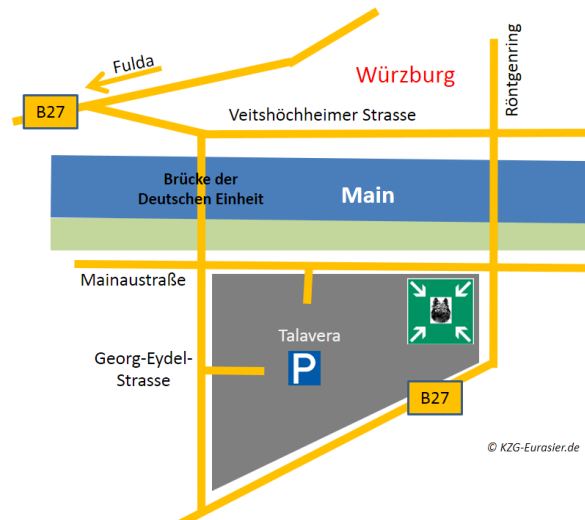 Fulda
Würzburg
Röntgenring
B27
Veitshöchheimer Strasse
Brücke der
Deutschen Einheit
Main
Mainaustraße
Talavera
Georg-Eydel-
Strasse
P
B27
© KZG-Eurasier.de